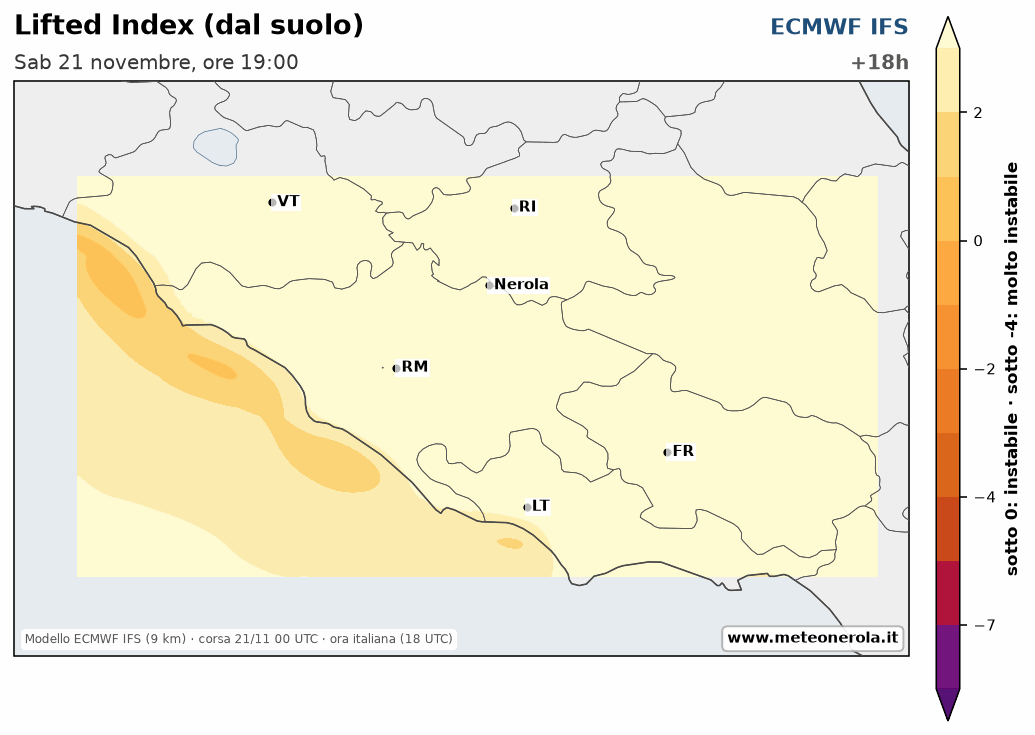 Lifted Index (dal suolo)
ECMWF IFS
Sab 21 novembre, ore 19:00
+18h
VT
RI
Nerola
RM
FR
LT
2
0
−2
−4
−7
sotto 0: instabile · sotto -4: molto instabile
Modello ECMWF IFS (9 km) · corsa 21/11 00 UTC · ora italiana (18 UTC)
www.meteonerola.it